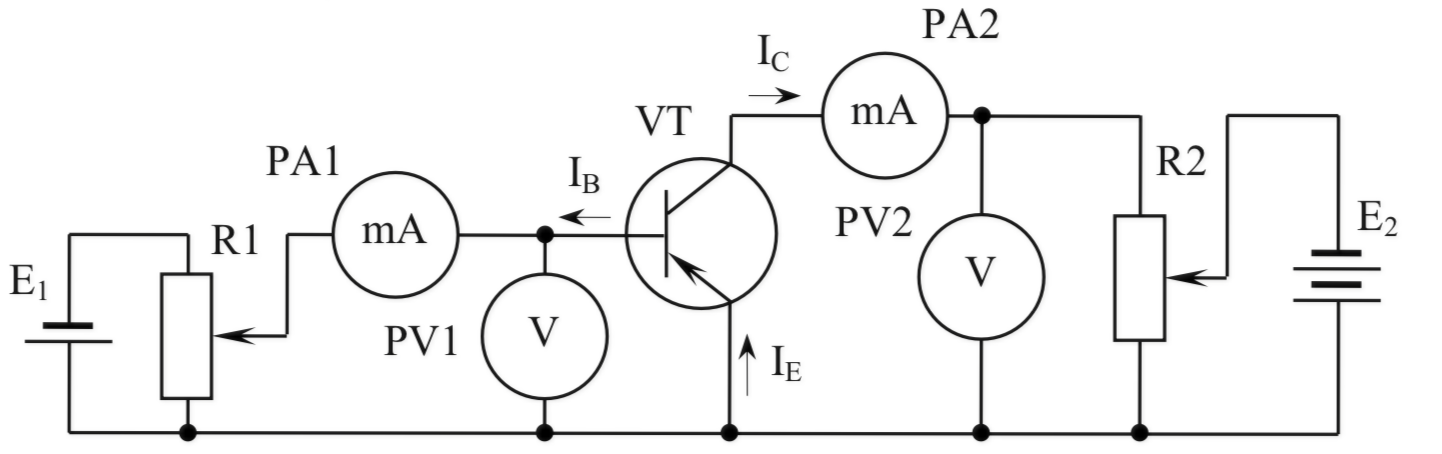 PA2
I_C
mA
VT
R2
PA1
I_B
PV2
E_2
R1
mA
V
E_1
PV1
V
I_E